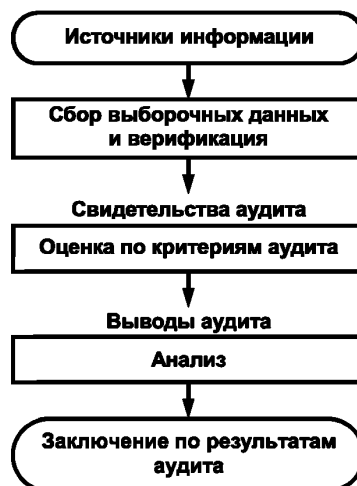 Источники информации
Сбор выборочных данных
и верификация
Свидетельства аудита
Оценка по критериям аудита
Выводы аудита
Анализ
Заключение по результатам
аудита